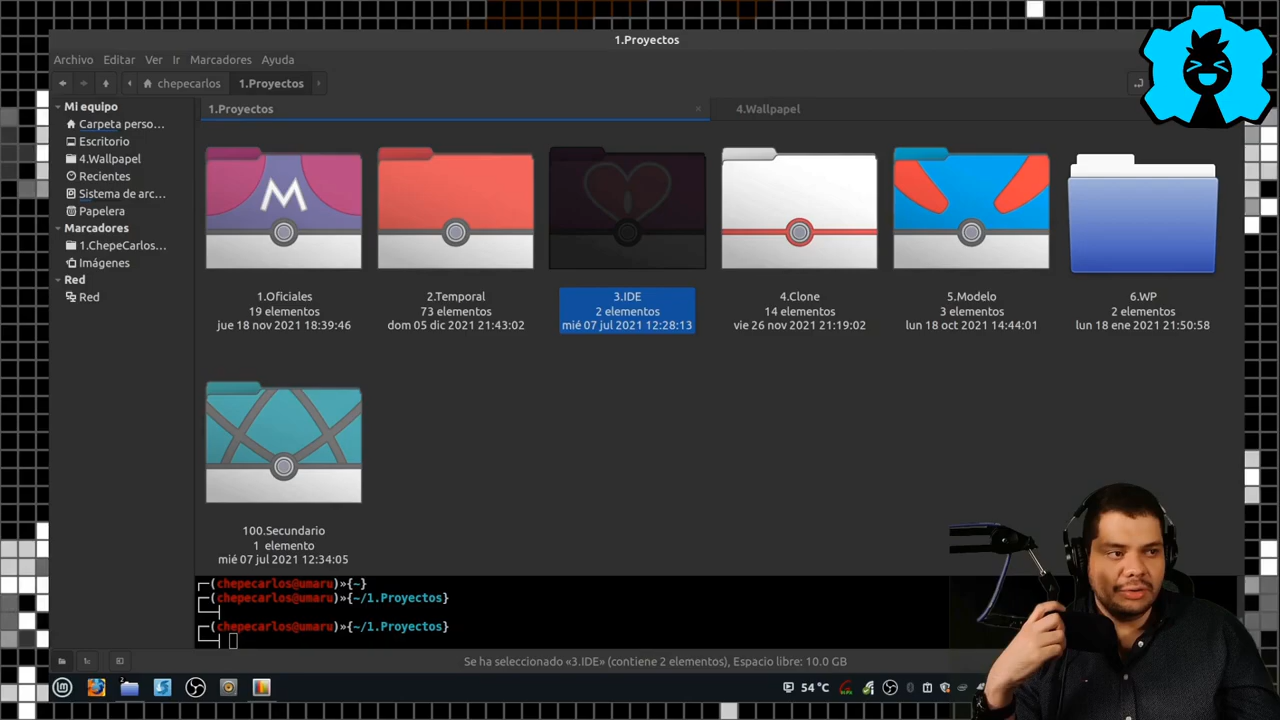 1.Proyectos
Archivo Editar Ver Ir Marcadores Ayuda
chepecarlos 1.Proyectos
Mi equipo
Carpeta perso...
Escritorio
4.Wallpapel
Recientes
Sistema de arc...
Papelera
Marcadores
1.ChepeCarlos...
Imágenes
Red
Red
1.Proyectos 4.Wallpapel
M
1.Oficiales
19 elementos
jue 18 nov 2021 18:39:46
2.Temporal
73 elementos
dom 05 dic 2021 21:43:02
3.IDE
2 elementos
mié 07 jul 2021 12:28:13
4.Clone
14 elementos
vie 26 nov 2021 21:19:02
5.Modelo
3 elementos
lun 18 oct 2021 14:44:01
6.WP
2 elementos
lun 18 ene 2021 21:50:58
100.Secundario
1 elemento
mié 07 jul 2021 12:34:05
(chepecarlos@umaru)»{~}
(chepecarlos@umaru)»{~/1.Proyectos}
(chepecarlos@umaru)»{~/1.Proyectos}
Se ha seleccionado «3.IDE» (contiene 2 elementos), Espacio libre: 10.0 GB
2
54 °C